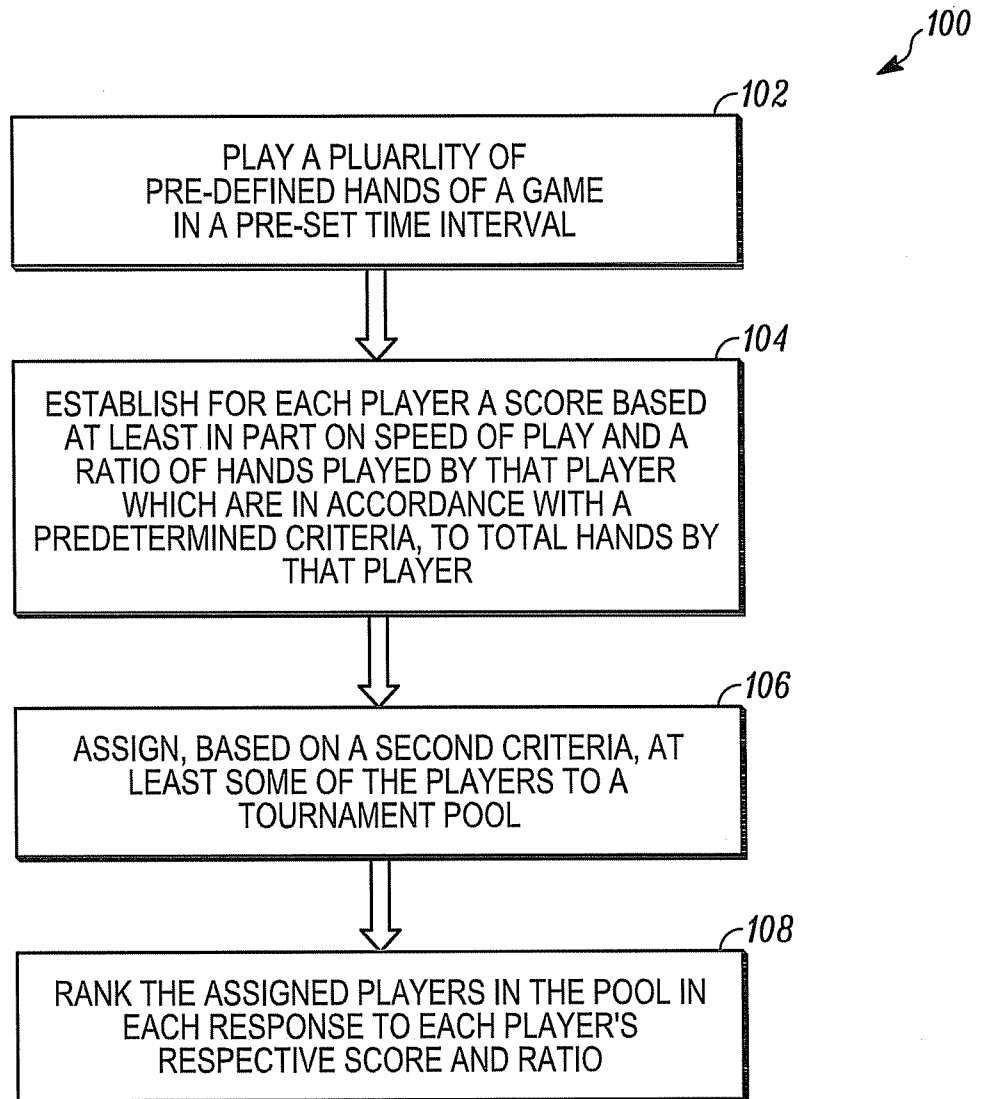 100
102
PLAY A PLUARLITY OF
PRE-DEFINED HANDS OF A GAME
IN A PRE-SET TIME INTERVAL
104
ESTABLISH FOR EACH PLAYER A SCORE BASED
AT LEAST IN PART ON SPEED OF PLAY AND A
RATIO OF HANDS PLAYED BY THAT PLAYER
WHICH ARE IN ACCORDANCE WITH A
PREDETERMINED CRITERIA, TO TOTAL HANDS BY
THAT PLAYER
106
ASSIGN, BASED ON A SECOND CRITERIA, AT
LEAST SOME OF THE PLAYERS TO A
TOURNAMENT POOL
108
RANK THE ASSIGNED PLAYERS IN THE POOL IN
EACH RESPONSE TO EACH PLAYER'S
RESPECTIVE SCORE AND RATIO